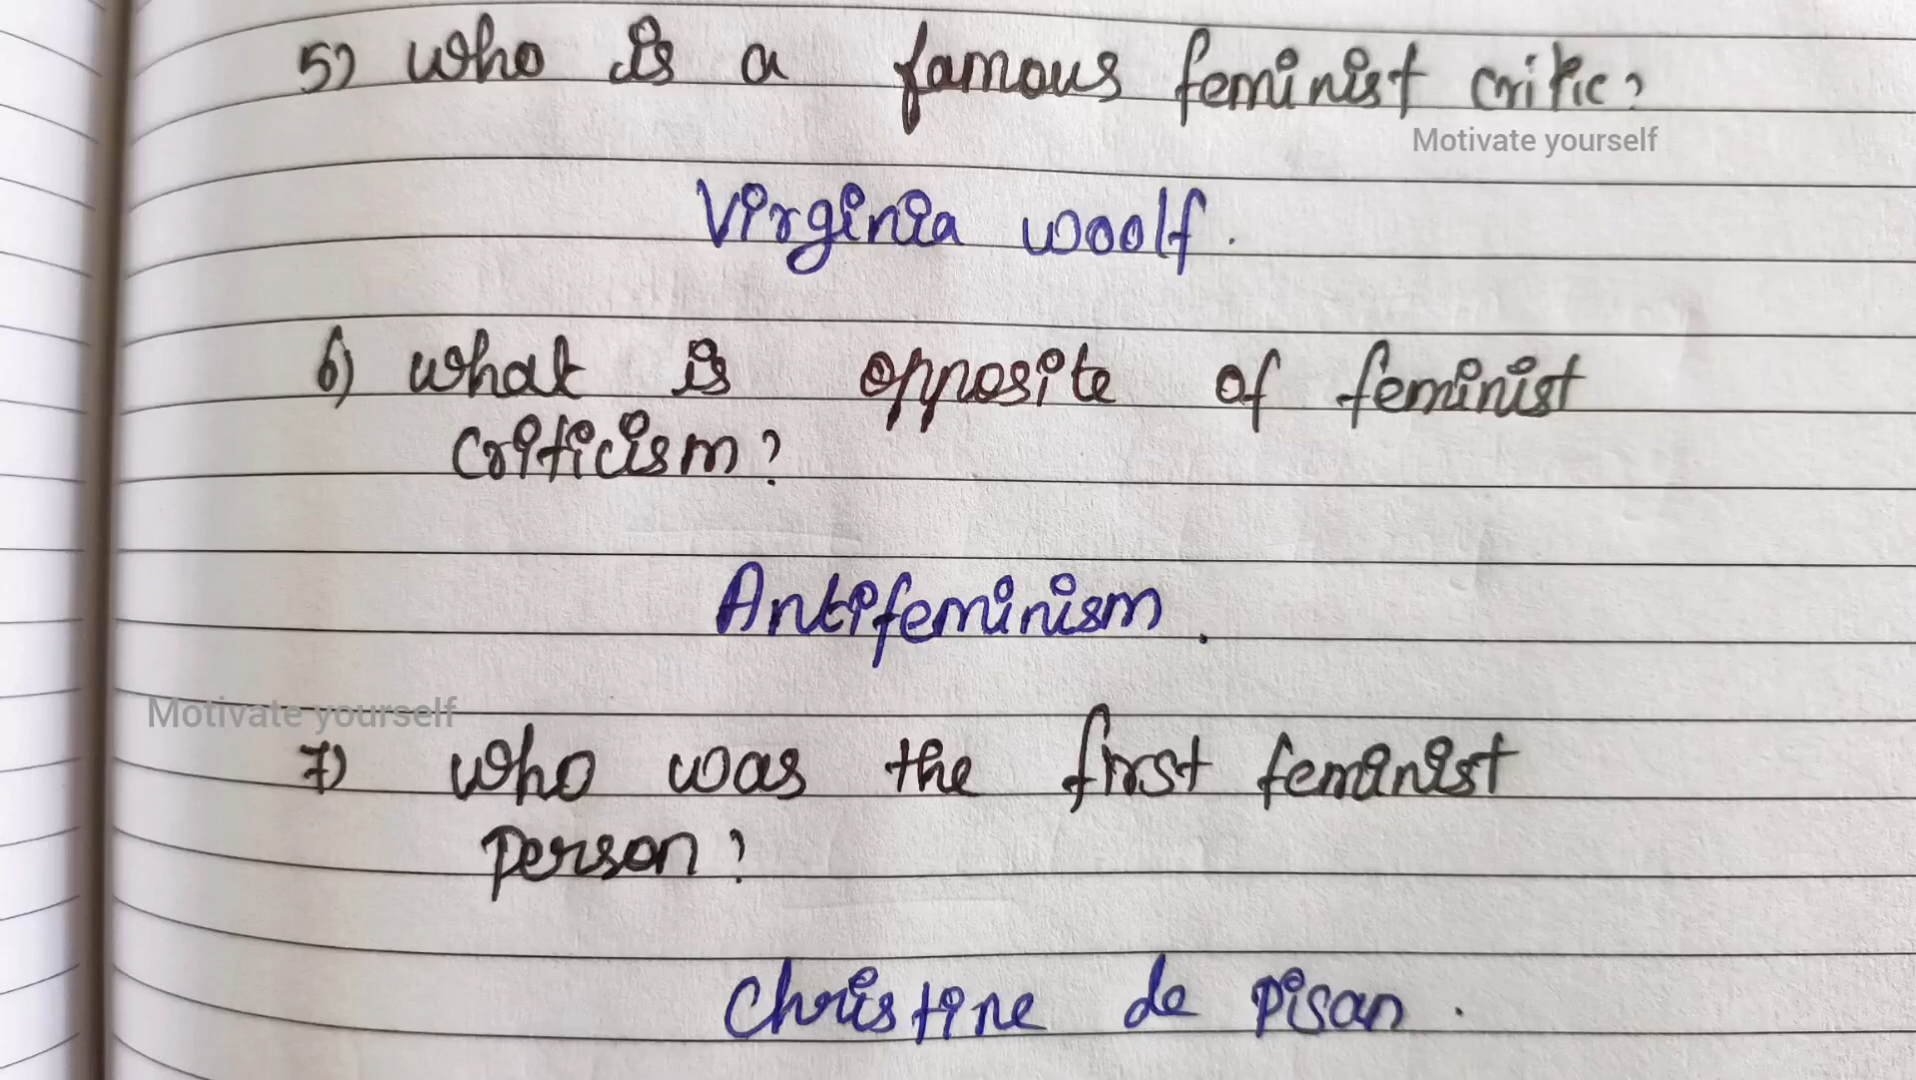 5) who is a famous feminist critic?
Motivate yourself
Virginia woolf.
6) what is opposite of feminist
criticism?
Antifeminism.
Motivate yourself
7) who was the first feminist
person?
Christine de Pisan.